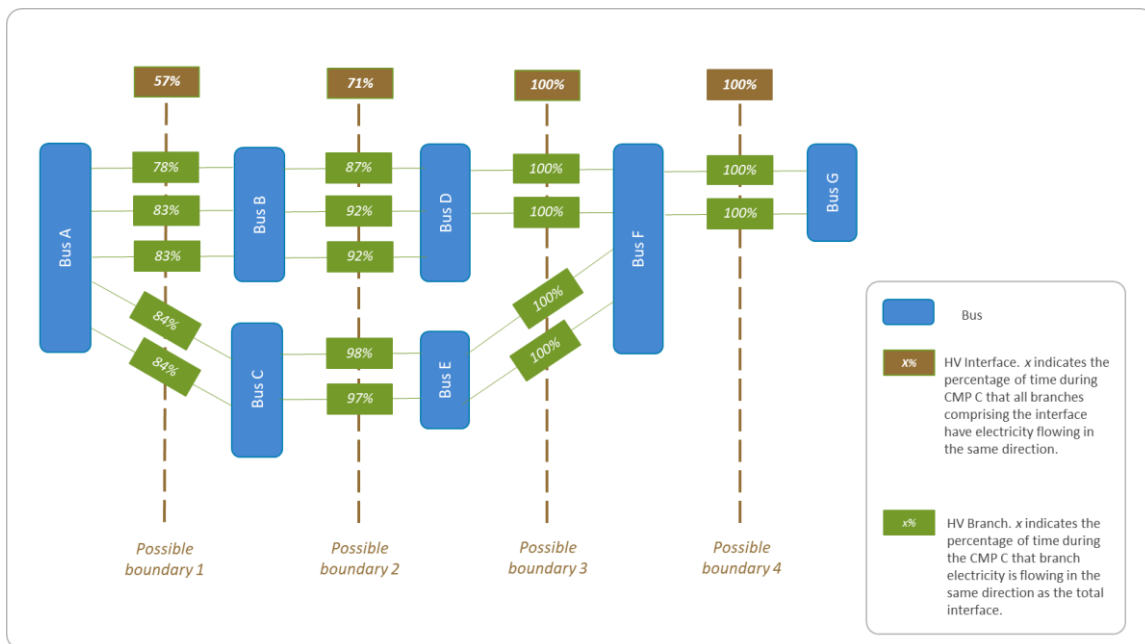 57%
71%
100%
100%
78%
87%
100%
100%
83%
92%
100%
100%
83%
92%
Bus A
Bus B
Bus D
Bus F
Bus G
84%
84%
100%
100%
98%
97%
Bus C
Bus E
Possible
boundary 1
Possible
boundary 2
Possible
boundary 3
Possible
boundary 4
Bus
X%
HV Interface. x indicates the
percentage of time during
CMP C that all branches
comprising the interface
have electricity flowing in
the same direction.
x%
HV Branch. x indicates the
percentage of time during
the CMP C that branch
electricity is flowing in the
same direction as the total
interface.